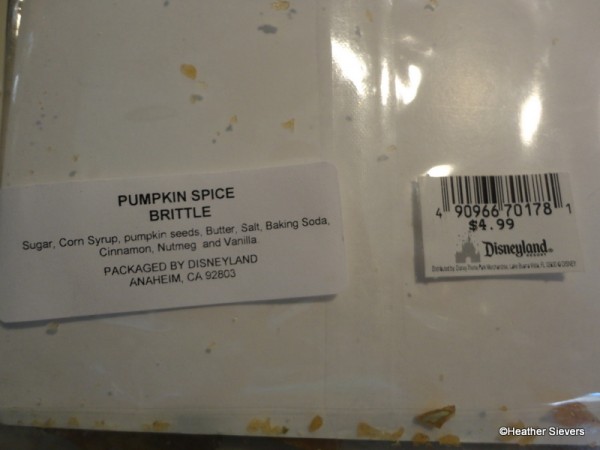 PUMPKIN SPICE
BRITTLE
Sugar, Corn Syrup, pumpkin seeds, Butter, Salt, Baking Soda,
Cinnamon, Nutmeg and Vanilla.
PACKAGED BY DISNEYLAND
ANAHEIM, CA 92803
4 90966 70178 1
$4.99
Disneyland
RESORT
©Heather Sievers